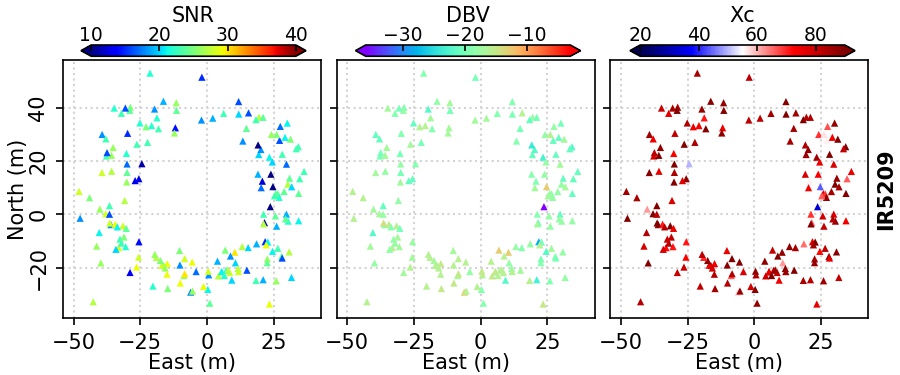 SNR DBV Xc
10 20 30 40 −30 −20 −10 20 40 60 80
40
20
0
−20
North (m)
IR5209
−50 −25 0 25 −50 −25 0 25 −50 −25 0 25
East (m) East (m) East (m)